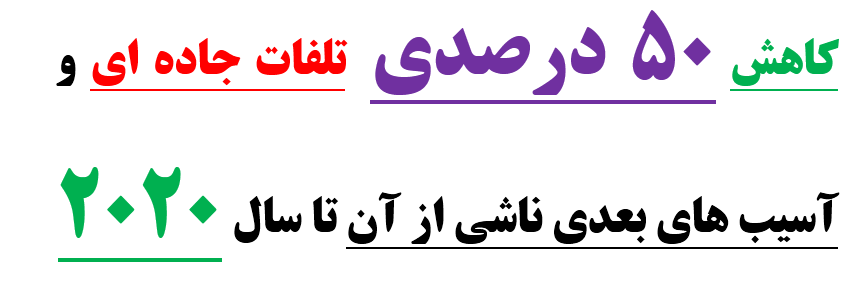 کاهش ۵۰ درصدی تلفات جاده ای و
آسیب های بعدی ناشی از آن تا سال ۲۰۲۰